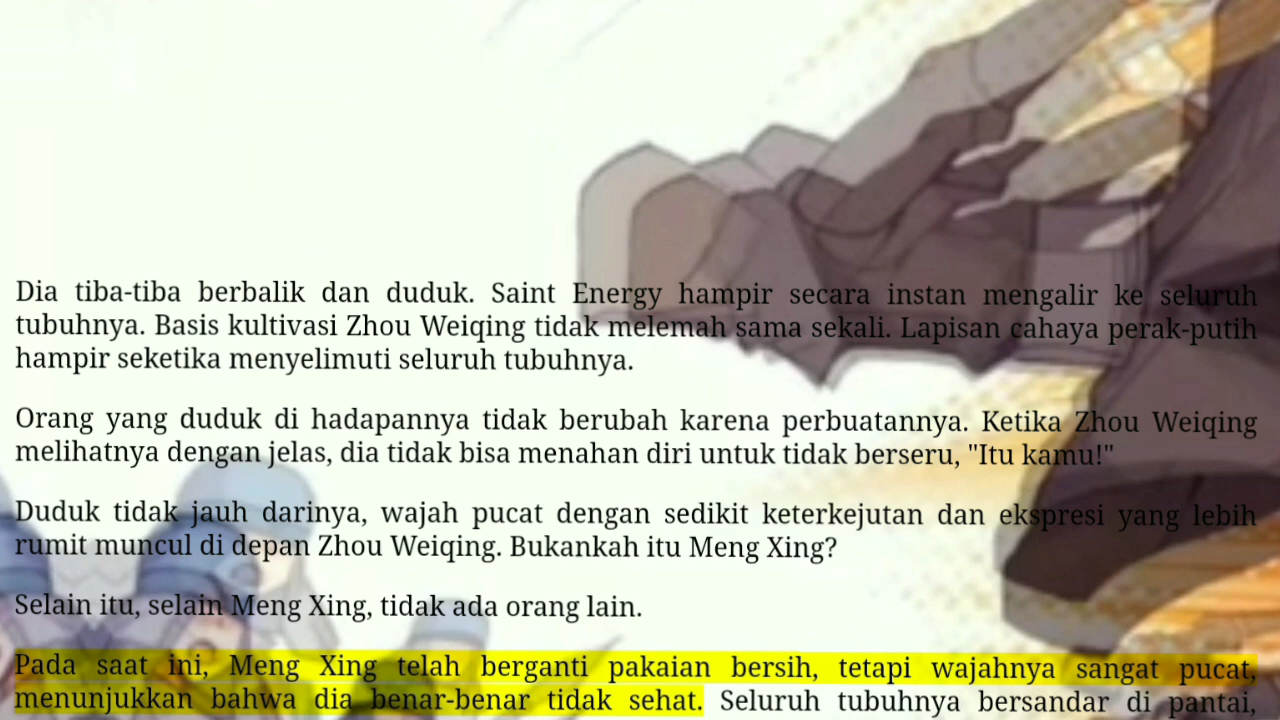 Dia tiba-tiba berbalik dan duduk. Saint Energy hampir secara instan mengalir ke seluruh
tubuhnya. Basis kultivasi Zhou Weiqing tidak melemah sama sekali. Lapisan cahaya perak-putih
hampir seketika menyelimuti seluruh tubuhnya.
Orang yang duduk di hadapannya tidak berubah karena perbuatannya. Ketika Zhou Weiqing
melihatnya dengan jelas, dia tidak bisa menahan diri untuk tidak berseru, "Itu kamu!"
Duduk tidak jauh darinya, wajah pucat dengan sedikit keterkejutan dan ekspresi yang lebih
rumit muncul di depan Zhou Weiqing. Bukankah itu Meng Xing?
Selain itu, selain Meng Xing, tidak ada orang lain.
Pada saat ini, Meng Xing telah berganti pakaian bersih, tetapi wajahnya sangat pucat,
menunjukkan bahwa dia benar-benar tidak sehat. Seluruh tubuhnya bersandar di pantai,